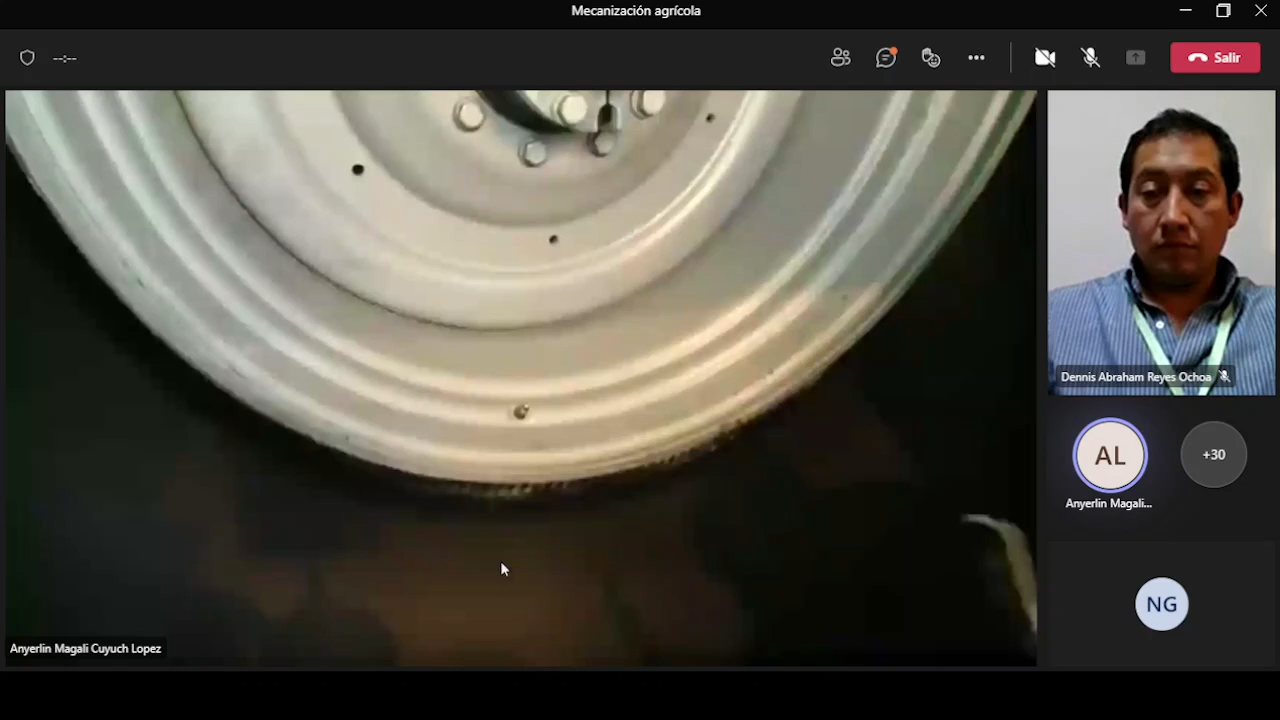 Mecanización agrícola
--:--
Salir
Dennis Abraham Reyes Ochoa
AL
+30
Anyerlin Magali...
NG
Anyerlin Magali Cuyuch Lopez